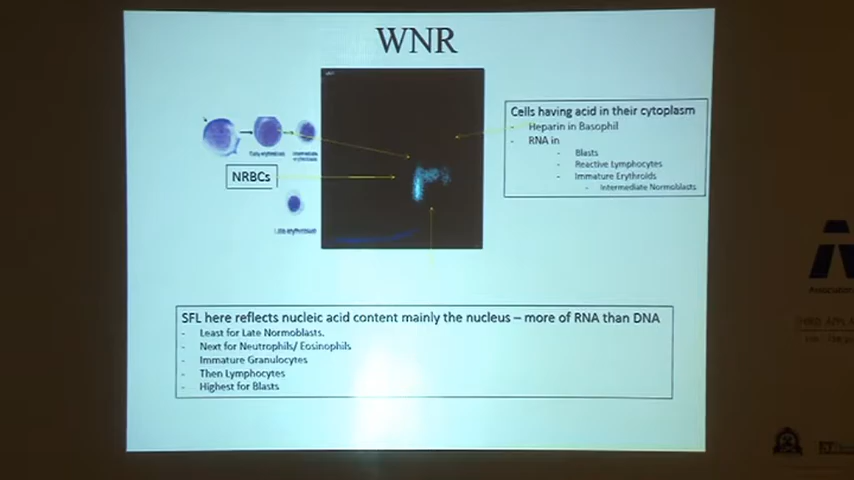 WNR
Cells having acid in their cytoplasm
- Heparin in Basophil
- RNA in
- Blasts
- Reactive Lymphocytes
- Immature Erythroids
- Intermediate Normoblasts
NRBCs
SFL here reflects nucleic acid content mainly the nucleus – more of RNA than DNA
- Least for Late Normoblasts.
- Next for Neutrophils/ Eosinophils
- Immature Granulocytes
- Then Lymphocytes
- Highest for Blasts